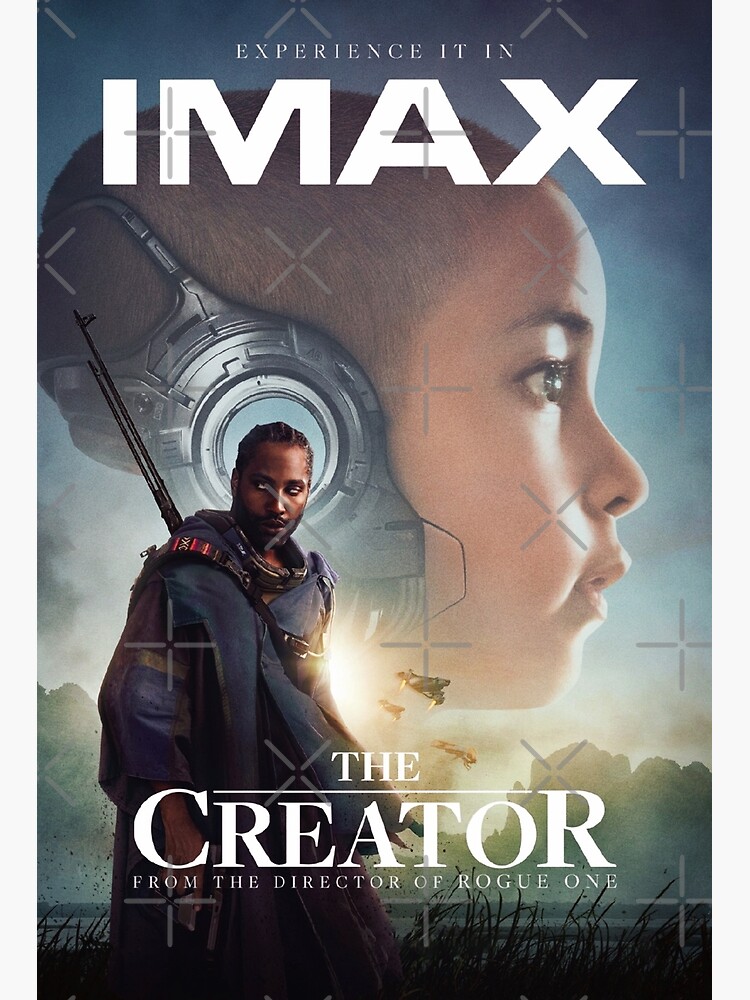 EXPERIENCE IT IN
IMAX
THE
CREATOR
FROM THE DIRECTOR OF ROGUE ONE